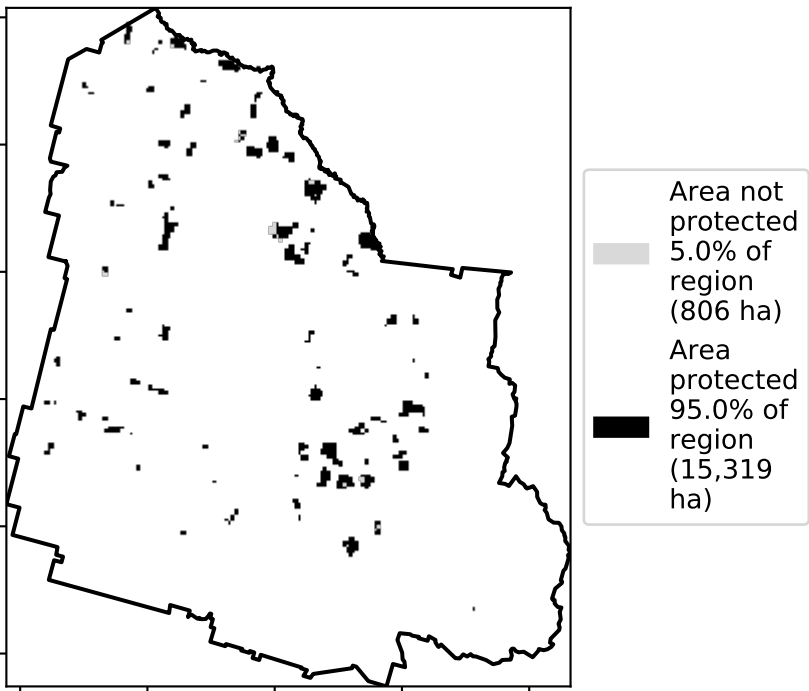 Area not
protected
5.0% of
region
(806 ha)
Area
protected
95.0% of
region
(15,319
ha)